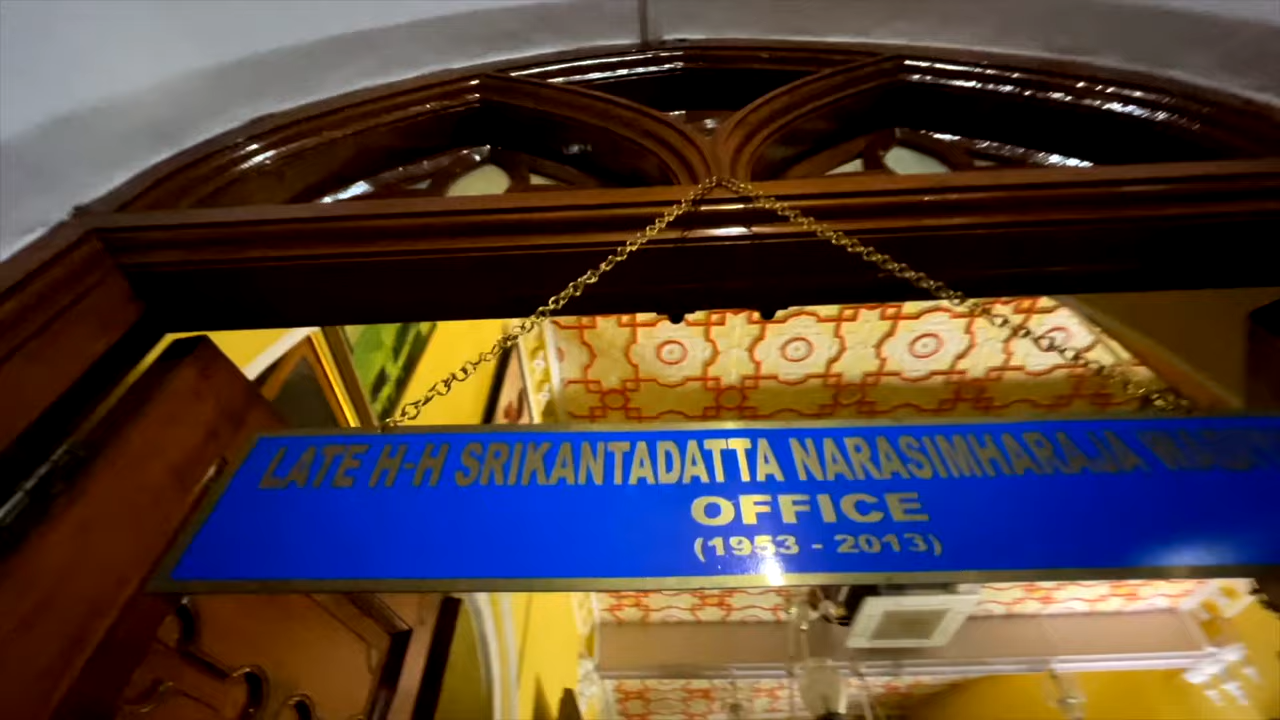 LATE H-H SRIKANTADATTA NARASIMHARAJA
OFFICE
(1953 - 2013)